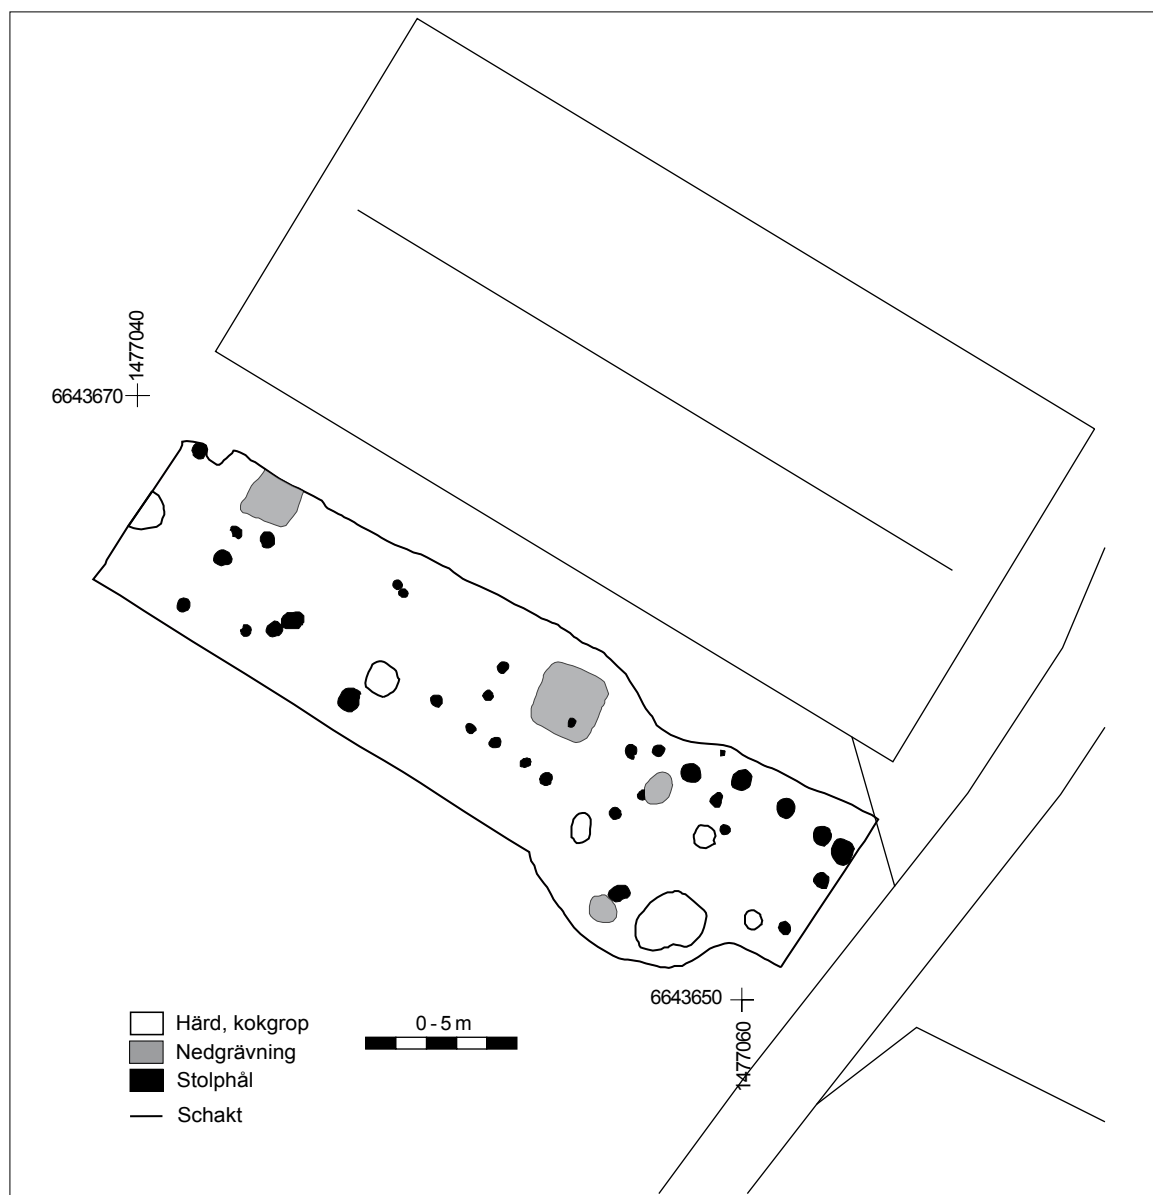 1477040
6643670
6643650
1477060
0 - 5 m
Härd, kokgrop
Nedgrävning
Stolphål
Schakt